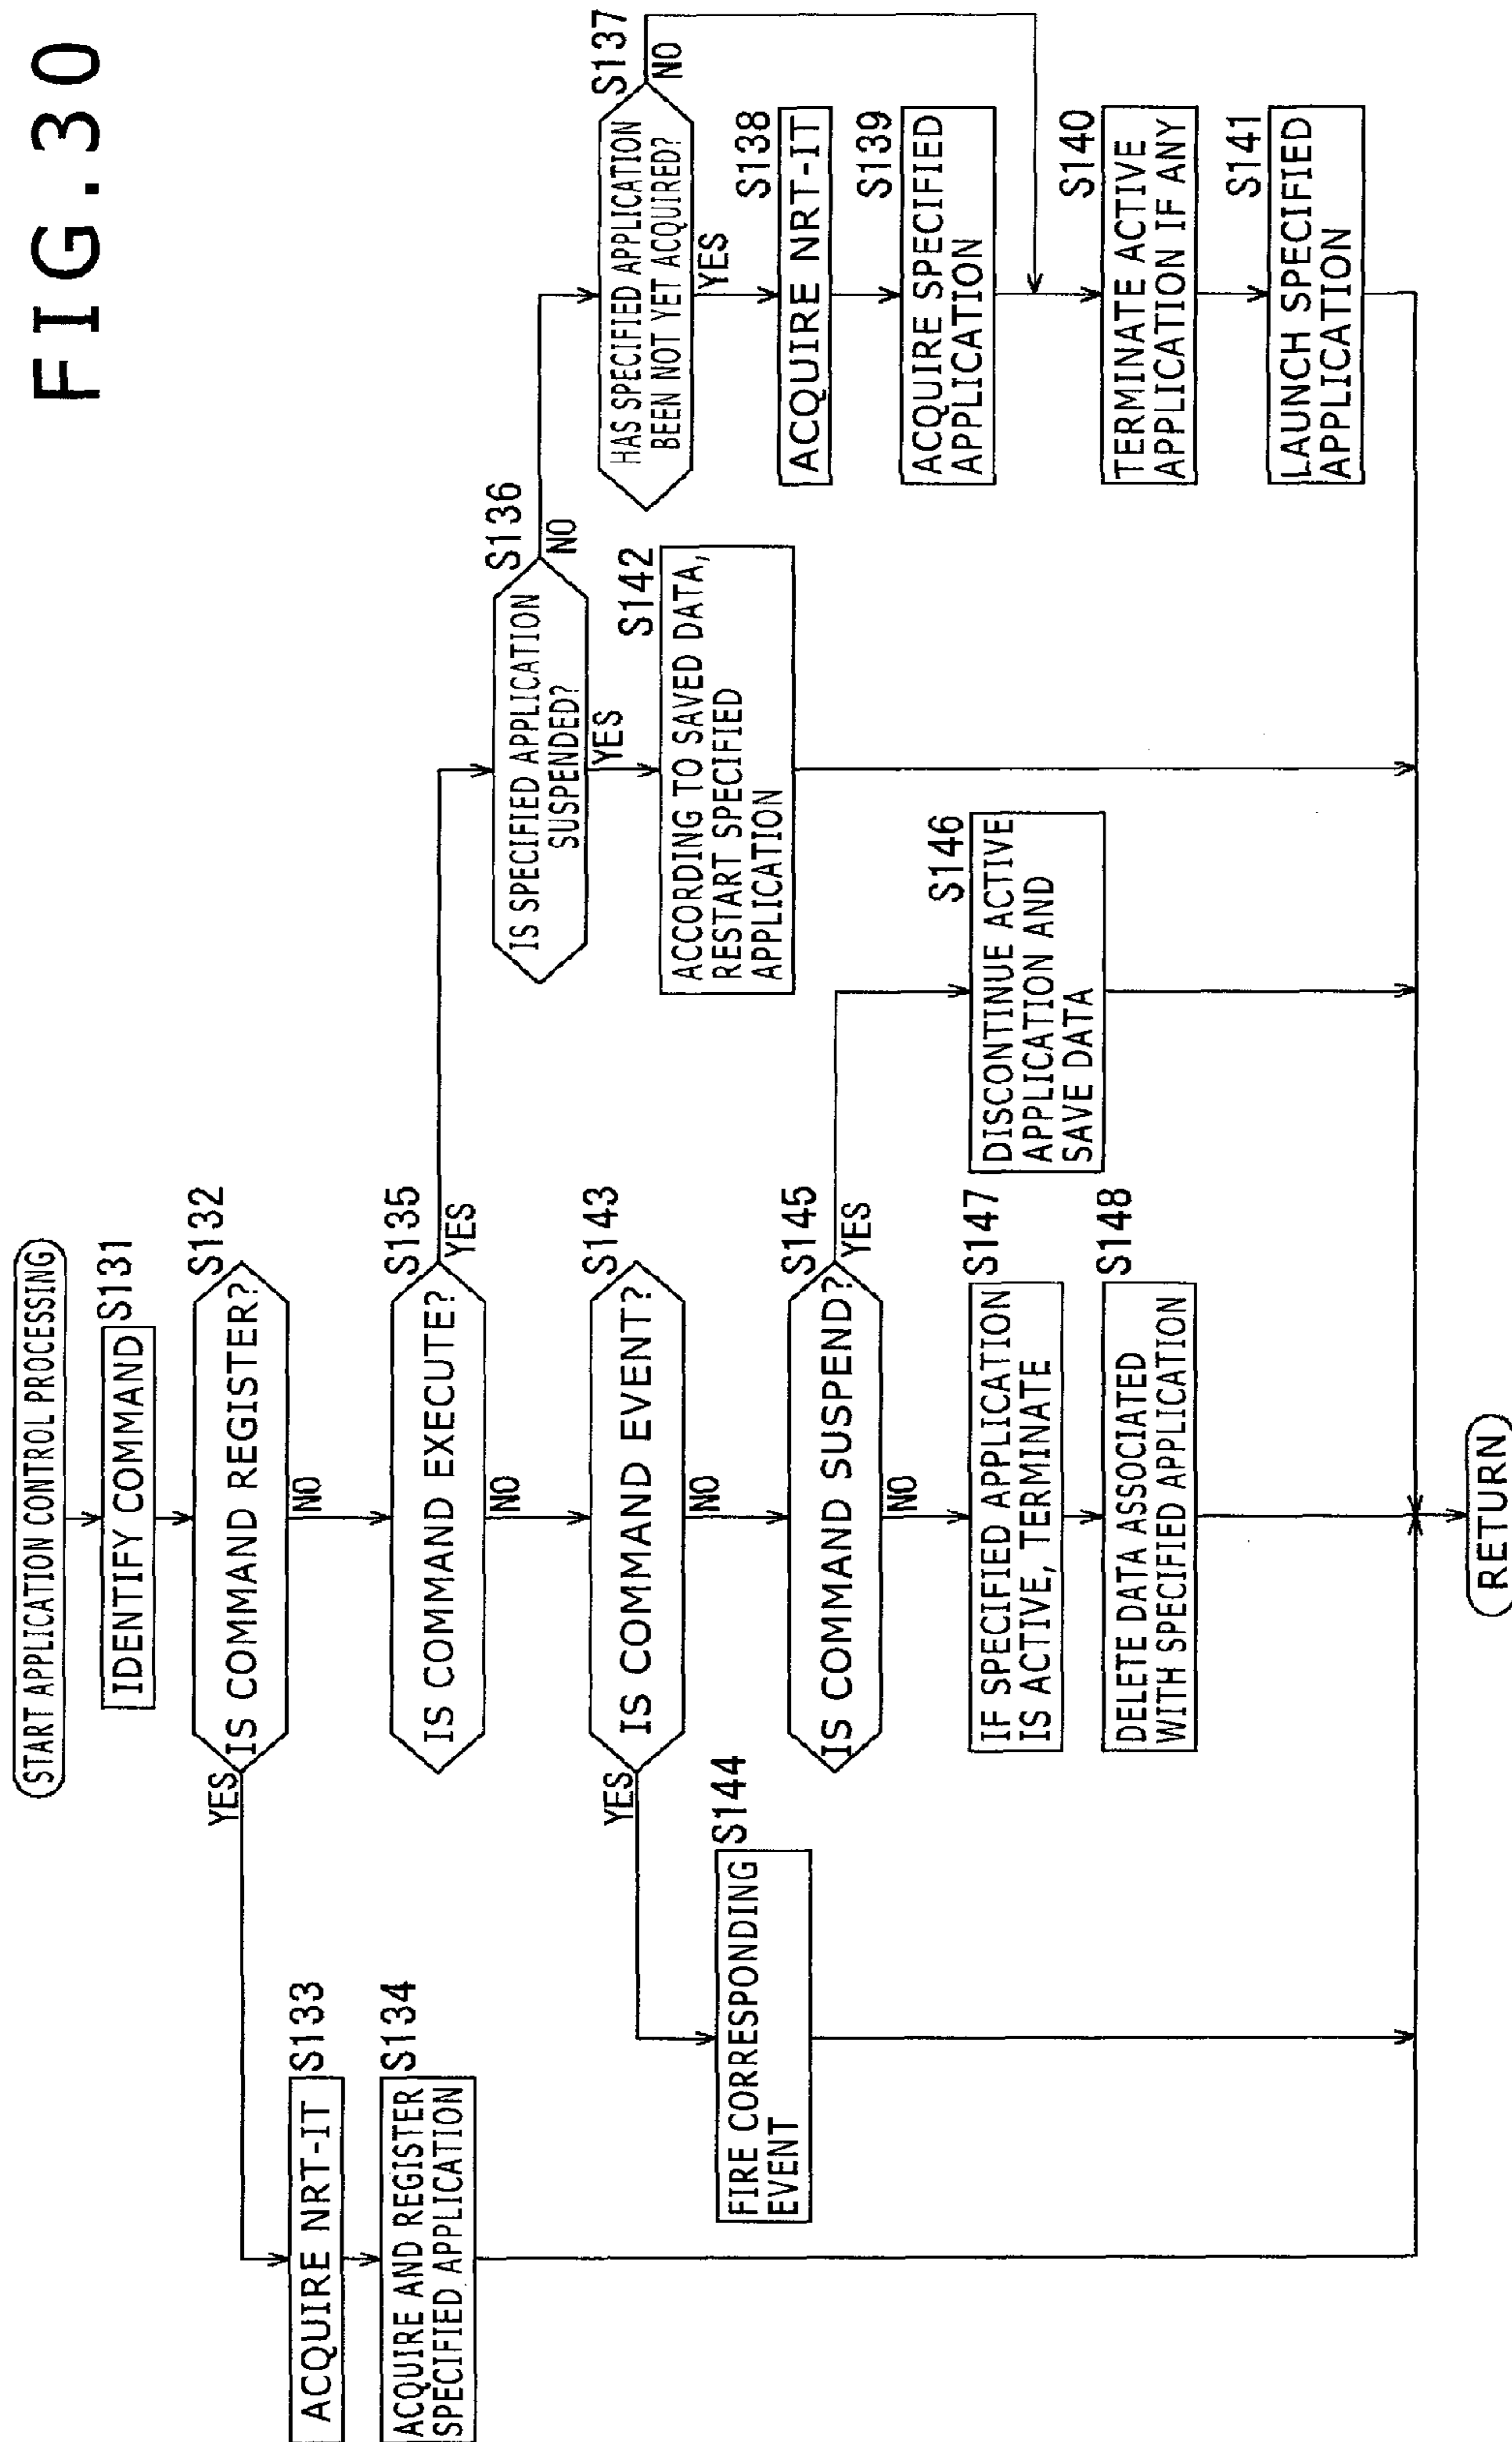 FIG.30
START APPLICATION CONTROL PROCESSING
S131
IDENTIFY COMMAND
S132
IS COMMAND REGISTER?
YES
NO
S133
ACQUIRE NRT-IT
S134
ACQUIRE AND REGISTER
SPECIFIED APPLICATION
S135
IS COMMAND EXECUTE?
YES
NO
S136
IS SPECIFIED APPLICATION
SUSPENDED?
NO
YES
S137
HAS SPECIFIED APPLICATION
BEEN NOT YET ACQUIRED?
NO
YES
S138
ACQUIRE NRT-IT
S139
ACQUIRE SPECIFIED
APPLICATION
S140
TERMINATE ACTIVE
APPLICATION IF ANY
S141
LAUNCH SPECIFIED
APPLICATION
S142
ACCORDING TO SAVED DATA,
RESTART SPECIFIED
APPLICATION
S143
IS COMMAND EVENT?
YES
NO
S144
FIRE CORRESPONDING
EVENT
S145
IS COMMAND SUSPEND?
YES
NO
S146
DISCONTINUE ACTIVE
APPLICATION AND
SAVE DATA
S147
IF SPECIFIED APPLICATION
IS ACTIVE, TERMINATE
S148
DELETE DATA ASSOCIATED
WITH SPECIFIED APPLICATION
RETURN